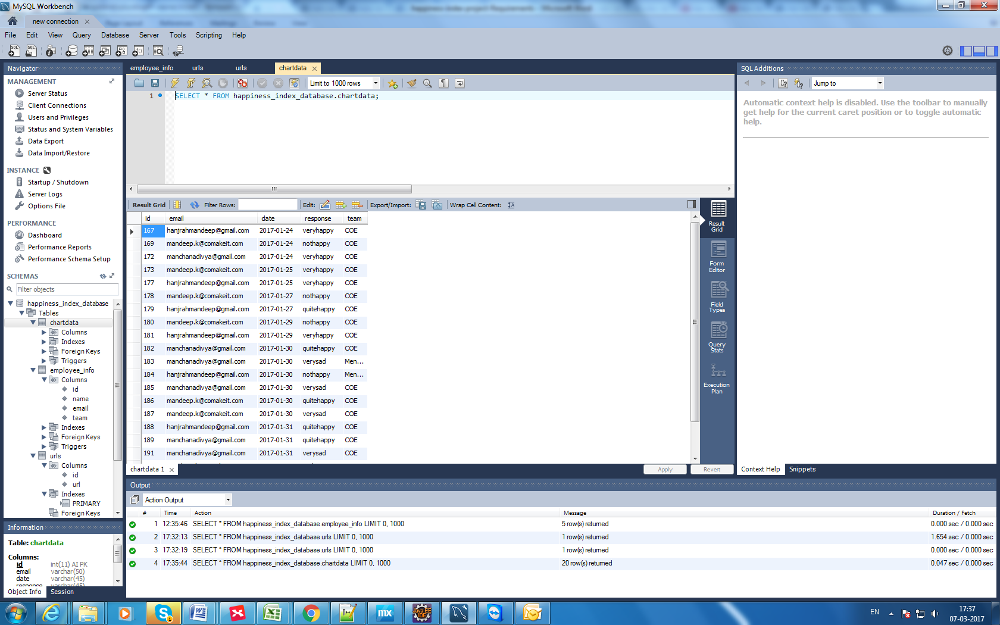 MySQL Workbench
new connection
File Edit View Query Database Server Tools Scripting Help
Navigator
MANAGEMENT
Server Status
Client Connections
Users and Privileges
Status and System Variables
Data Export
Data Import/Restore
INSTANCE
Startup / Shutdown
Server Logs
Options File
PERFORMANCE
Dashboard
Performance Reports
Performance Schema Setup
SCHEMAS
Filter objects
happiness_index_database
Tables
chartdata
Columns
Indexes
Foreign Keys
Triggers
employee_info
Columns
id
name
email
team
Indexes
Foreign Keys
Triggers
urls
Columns
id
url
Indexes
PRIMARY
Foreign Keys
Information
Table: chartdata
Columns:
id int(11) AI PK
email varchar(50)
date varchar(45)
response varchar(45)
Object Info Session
employee_info urls urls chartdata
Limit to 1000 rows
1 SELECT * FROM happiness_index_database.chartdata;
Result Grid Filter Rows: Edit: Export/Import: Wrap Cell Content:
id email date response team
167 hanjrahmandeep@gmail.com 2017-01-24 veryhappy COE
169 mandeep.k@comakeit.com 2017-01-24 nothappy COE
172 manchanadivya@gmail.com 2017-01-24 veryhappy COE
173 mandeep.k@comakeit.com 2017-01-25 veryhappy COE
177 hanjrahmandeep@gmail.com 2017-01-25 veryhappy COE
178 mandeep.k@comakeit.com 2017-01-27 nothappy COE
179 hanjrahmandeep@gmail.com 2017-01-27 quitehappy COE
180 mandeep.k@comakeit.com 2017-01-29 nothappy COE
181 hanjrahmandeep@gmail.com 2017-01-29 veryhappy COE
182 manchanadivya@gmail.com 2017-01-30 quitehappy COE
183 manchanadivya@gmail.com 2017-01-30 verysad Men...
184 hanjrahmandeep@gmail.com 2017-01-30 nothappy Men...
185 manchanadivya@gmail.com 2017-01-30 verysad COE
186 mandeep.k@comakeit.com 2017-01-30 quitehappy COE
187 mandeep.k@comakeit.com 2017-01-30 verysad COE
188 hanjrahmandeep@gmail.com 2017-01-31 quitehappy COE
189 manchanadivya@gmail.com 2017-01-31 quitehappy COE
191 manchanadivya@gmail.com 2017-01-31 verysad COE
Result
Grid
Form
Editor
Field
Types
Query
Stats
Execution
Plan
chartdata 1
Apply Revert
SQL Additions
Jump to
Automatic context help is disabled. Use the toolbar to manually
get help for the current caret position or to toggle automatic
help.
Context Help Snippets
Output
Action Output
# Time Action Message Duration / Fetch
1 12:35:46 SELECT * FROM happiness_index_database.employee_info LIMIT 0, 1000 5 row(s) returned 0.000 sec / 0.000 sec
2 17:32:13 SELECT * FROM happiness_index_database.urls LIMIT 0, 1000 1 row(s) returned 1.654 sec / 0.000 sec
3 17:32:19 SELECT * FROM happiness_index_database.urls LIMIT 0, 1000 1 row(s) returned 0.000 sec / 0.000 sec
4 17:35:44 SELECT * FROM happiness_index_database.chartdata LIMIT 0, 1000 20 row(s) returned 0.047 sec / 0.000 sec
EN
17:37
07-03-2017